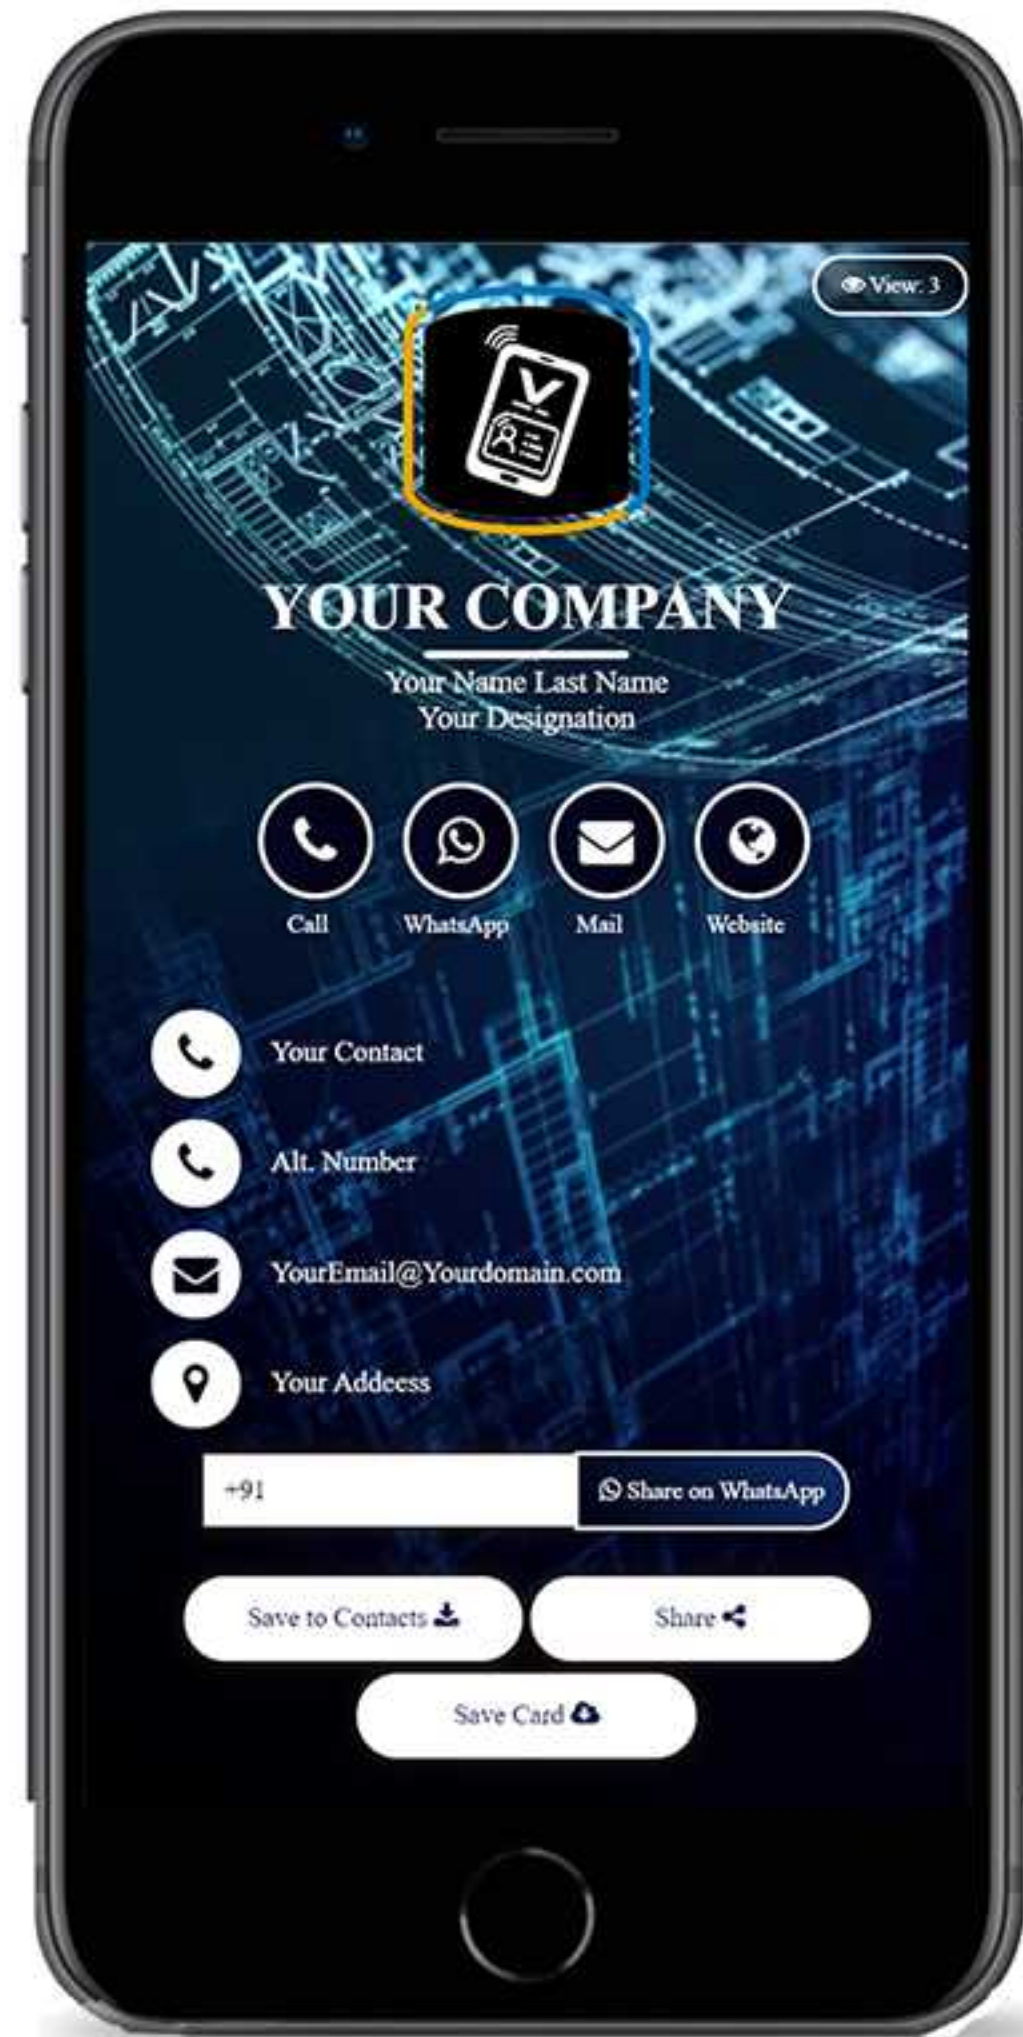 View: 3
V
YOUR COMPANY
Your Name Last Name
Your Designation
Call WhatsApp Mail Website
Your Contact
Alt. Number
YourEmail@Yourdomain.com
Your Addeess
+91 Share on WhatsApp
Save to Contacts Share
Save Card